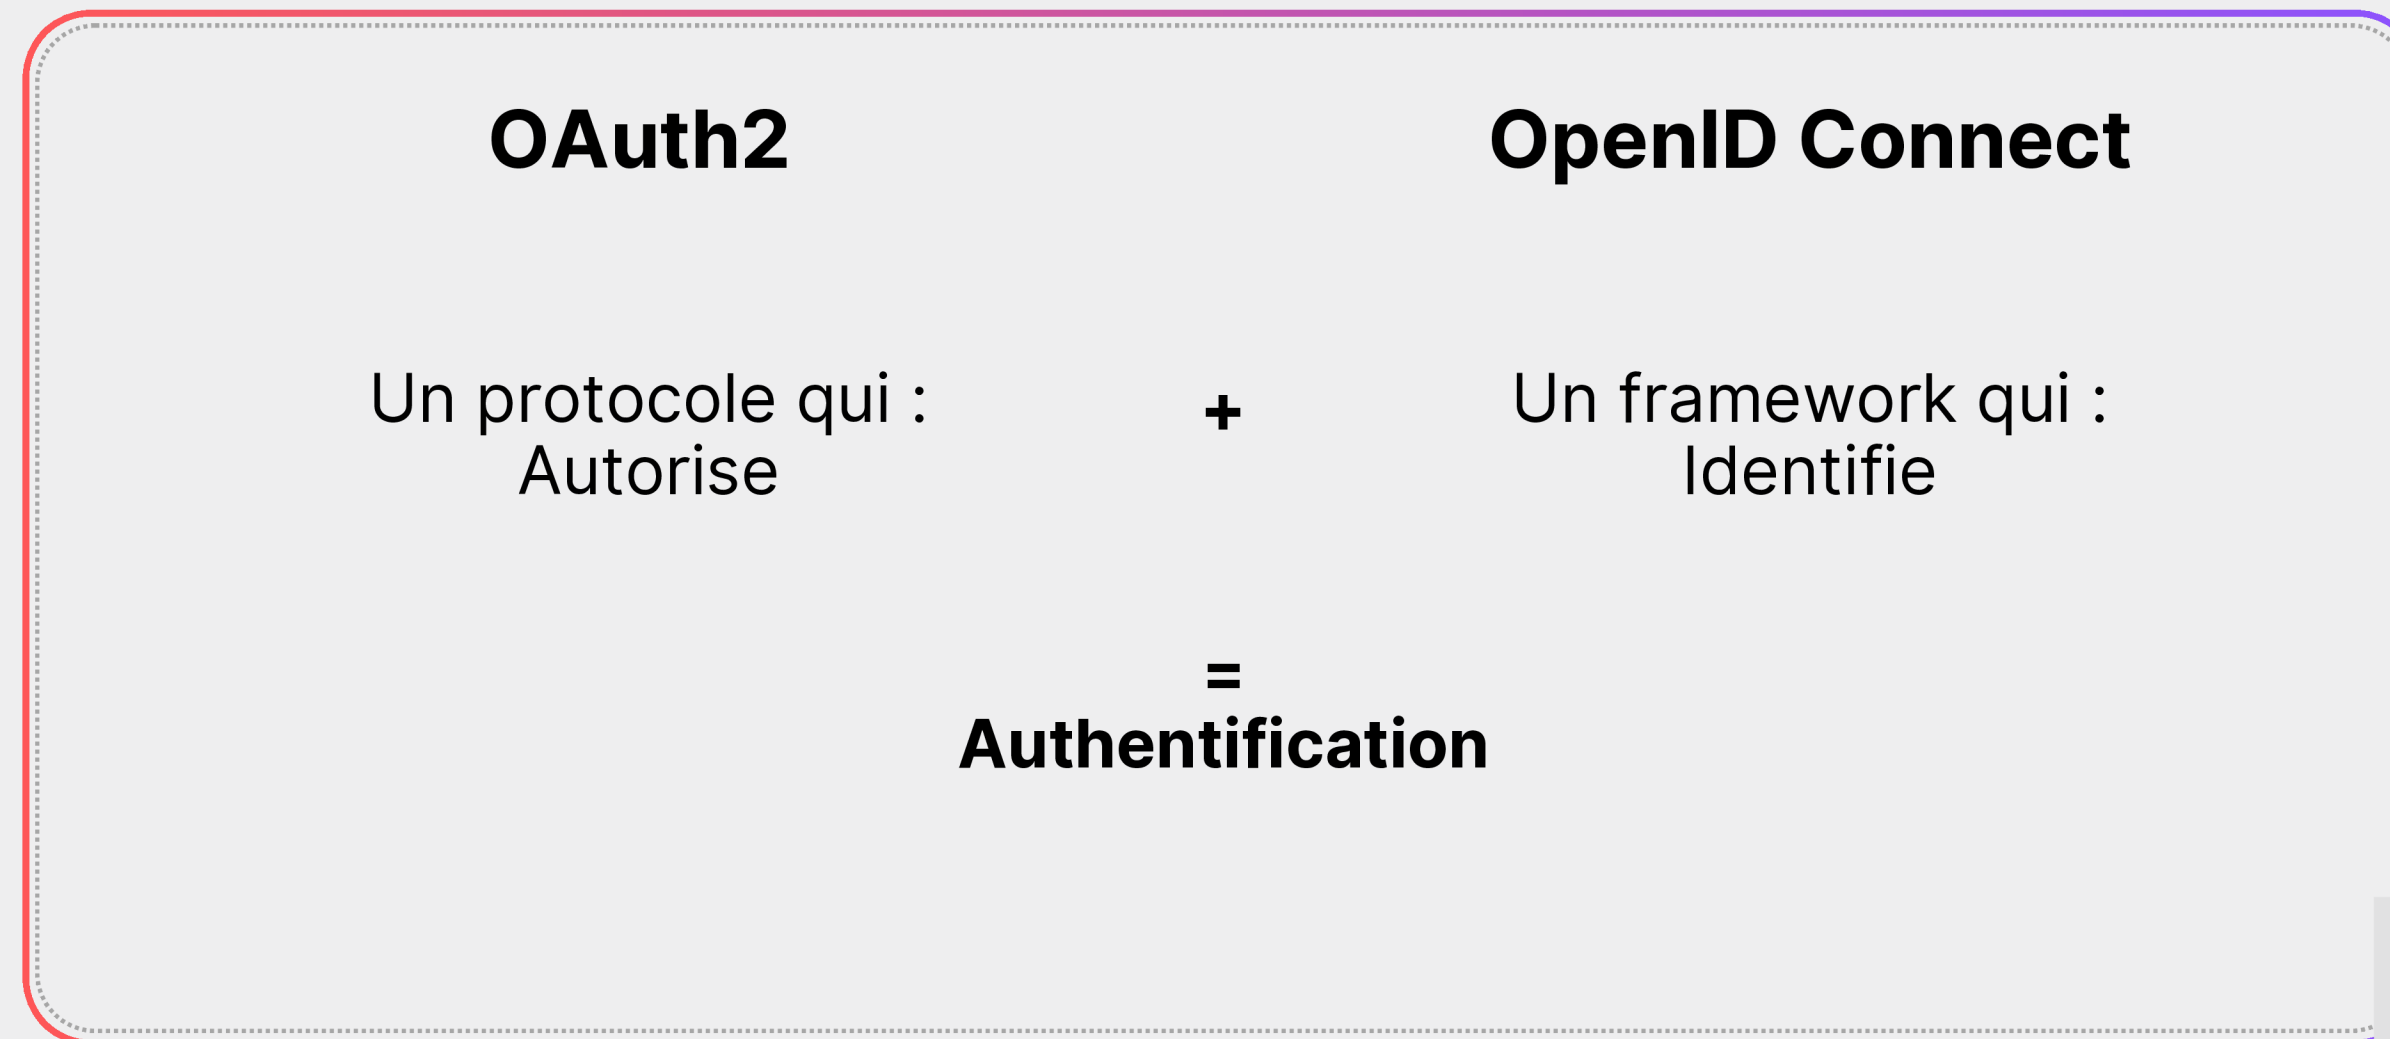 OAuth2
OpenID Connect
Un protocole qui :
Autorise
+
Un framework qui :
Identifie
=
Authentification